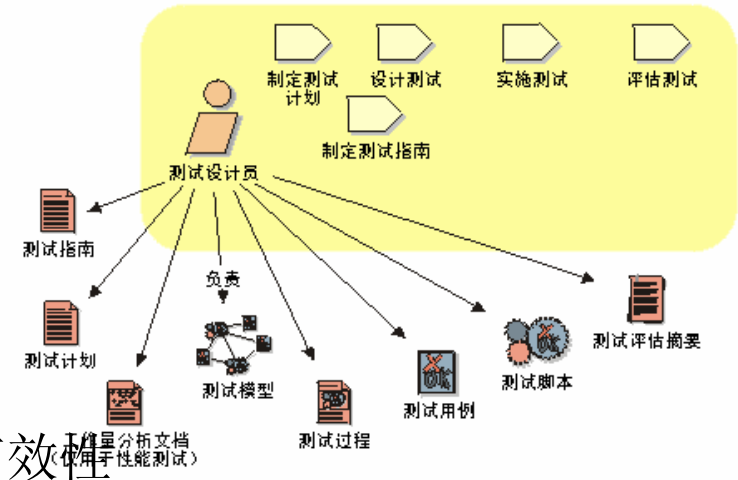 制定测试
计划
设计测试
实施测试
评估测试
制定测试指南
测试设计员
测试指南
负责
测试计划
测试模型
测试评估摘要
测试脚本
测试用例
测试过程
量分析文档
(仅用于性能测试)
效性